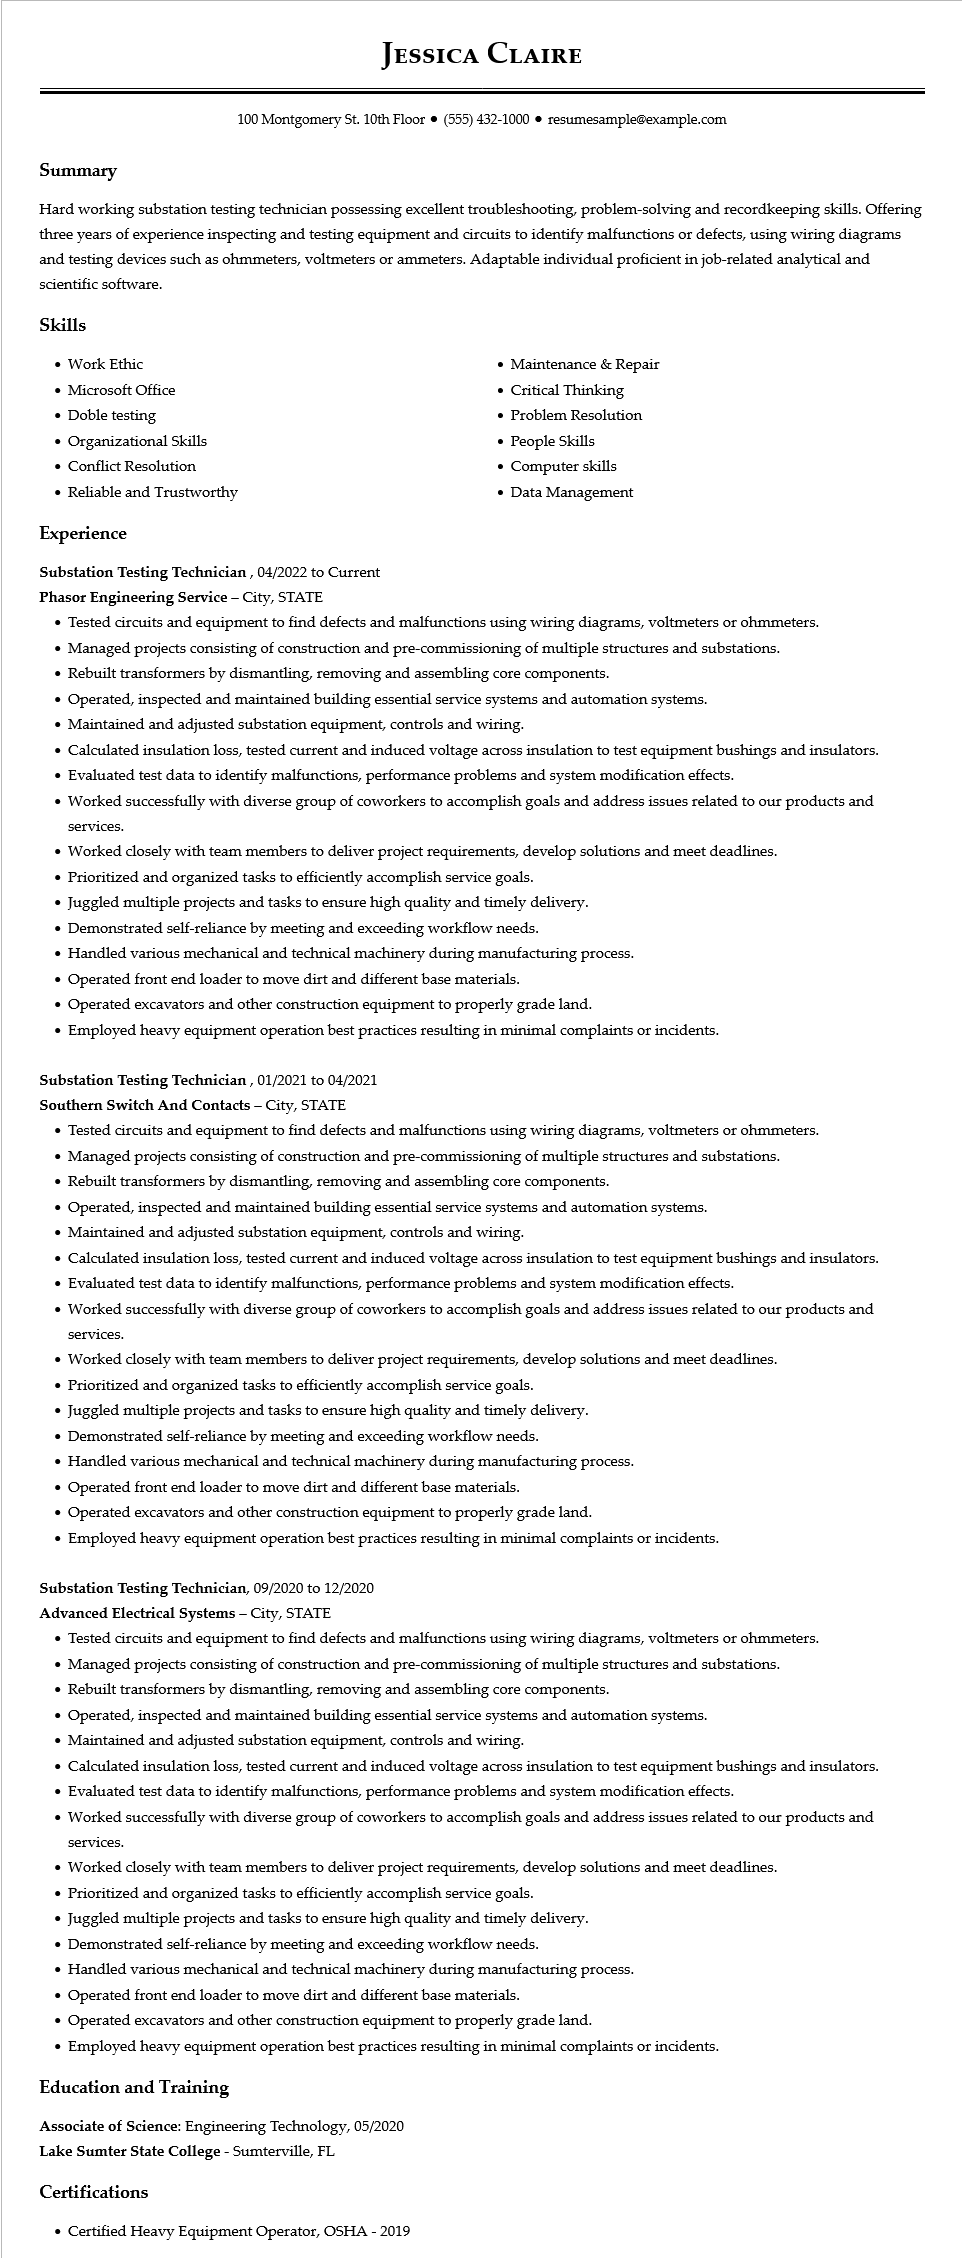 Jessica Claire
100 Montgomery St. 10th Floor ● (555) 432-1000 ● resumesample@example.com
Summary
Hard working substation testing technician possessing excellent troubleshooting, problem-solving and recordkeeping skills. Offering
three years of experience inspecting and testing equipment and circuits to identify malfunctions or defects, using wiring diagrams
and testing devices such as ohmmeters, voltmeters or ammeters. Adaptable individual proficient in job-related analytical and
scientific software.
Skills
• Work Ethic
• Microsoft Office
• Doble testing
• Organizational Skills
• Conflict Resolution
• Reliable and Trustworthy
• Maintenance & Repair
• Critical Thinking
• Problem Resolution
• People Skills
• Computer skills
• Data Management
Experience
Substation Testing Technician , 04/2022 to Current
Phasor Engineering Service – City, STATE
• Tested circuits and equipment to find defects and malfunctions using wiring diagrams, voltmeters or ohmmeters.
• Managed projects consisting of construction and pre-commissioning of multiple structures and substations.
• Rebuilt transformers by dismantling, removing and assembling core components.
• Operated, inspected and maintained building essential service systems and automation systems.
• Maintained and adjusted substation equipment, controls and wiring.
• Calculated insulation loss, tested current and induced voltage across insulation to test equipment bushings and insulators.
• Evaluated test data to identify malfunctions, performance problems and system modification effects.
• Worked successfully with diverse group of coworkers to accomplish goals and address issues related to our products and
services.
• Worked closely with team members to deliver project requirements, develop solutions and meet deadlines.
• Prioritized and organized tasks to efficiently accomplish service goals.
• Juggled multiple projects and tasks to ensure high quality and timely delivery.
• Demonstrated self-reliance by meeting and exceeding workflow needs.
• Handled various mechanical and technical machinery during manufacturing process.
• Operated front end loader to move dirt and different base materials.
• Operated excavators and other construction equipment to properly grade land.
• Employed heavy equipment operation best practices resulting in minimal complaints or incidents.
Substation Testing Technician , 01/2021 to 04/2021
Southern Switch And Contacts – City, STATE
• Tested circuits and equipment to find defects and malfunctions using wiring diagrams, voltmeters or ohmmeters.
• Managed projects consisting of construction and pre-commissioning of multiple structures and substations.
• Rebuilt transformers by dismantling, removing and assembling core components.
• Operated, inspected and maintained building essential service systems and automation systems.
• Maintained and adjusted substation equipment, controls and wiring.
• Calculated insulation loss, tested current and induced voltage across insulation to test equipment bushings and insulators.
• Evaluated test data to identify malfunctions, performance problems and system modification effects.
• Worked successfully with diverse group of coworkers to accomplish goals and address issues related to our products and
services.
• Worked closely with team members to deliver project requirements, develop solutions and meet deadlines.
• Prioritized and organized tasks to efficiently accomplish service goals.
• Juggled multiple projects and tasks to ensure high quality and timely delivery.
• Demonstrated self-reliance by meeting and exceeding workflow needs.
• Handled various mechanical and technical machinery during manufacturing process.
• Operated front end loader to move dirt and different base materials.
• Operated excavators and other construction equipment to properly grade land.
• Employed heavy equipment operation best practices resulting in minimal complaints or incidents.
Substation Testing Technician, 09/2020 to 12/2020
Advanced Electrical Systems – City, STATE
• Tested circuits and equipment to find defects and malfunctions using wiring diagrams, voltmeters or ohmmeters.
• Managed projects consisting of construction and pre-commissioning of multiple structures and substations.
• Rebuilt transformers by dismantling, removing and assembling core components.
• Operated, inspected and maintained building essential service systems and automation systems.
• Maintained and adjusted substation equipment, controls and wiring.
• Calculated insulation loss, tested current and induced voltage across insulation to test equipment bushings and insulators.
• Evaluated test data to identify malfunctions, performance problems and system modification effects.
• Worked successfully with diverse group of coworkers to accomplish goals and address issues related to our products and
services.
• Worked closely with team members to deliver project requirements, develop solutions and meet deadlines.
• Prioritized and organized tasks to efficiently accomplish service goals.
• Juggled multiple projects and tasks to ensure high quality and timely delivery.
• Demonstrated self-reliance by meeting and exceeding workflow needs.
• Handled various mechanical and technical machinery during manufacturing process.
• Operated front end loader to move dirt and different base materials.
• Operated excavators and other construction equipment to properly grade land.
• Employed heavy equipment operation best practices resulting in minimal complaints or incidents.
Education and Training
Associate of Science: Engineering Technology, 05/2020
Lake Sumter State College - Sumterville, FL
Certifications
• Certified Heavy Equipment Operator, OSHA - 2019